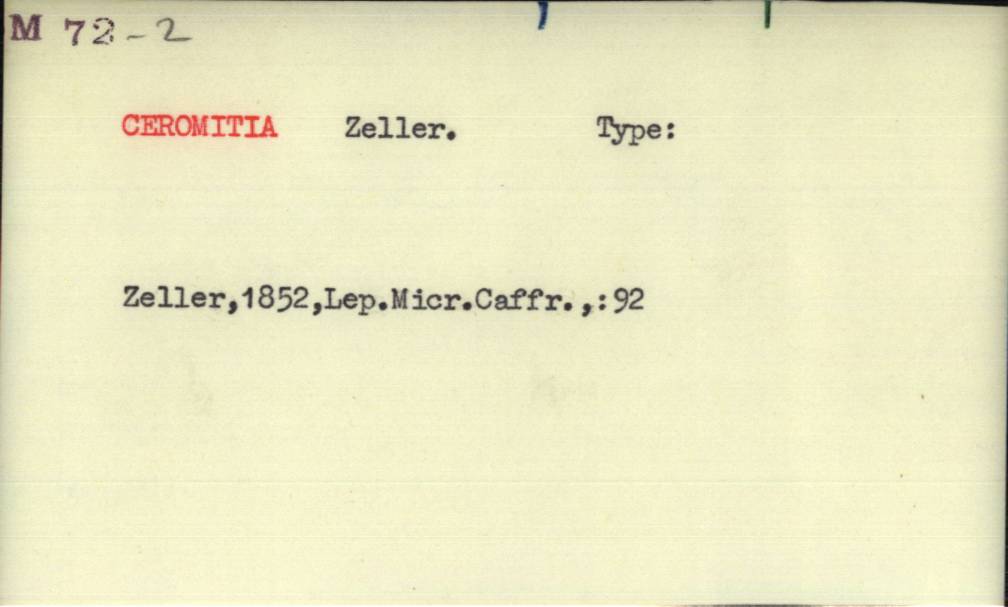 M 72-2
CEROMITIA Zeller. Type:
Zeller,1852,Lep.Micr.Caffr.,:92